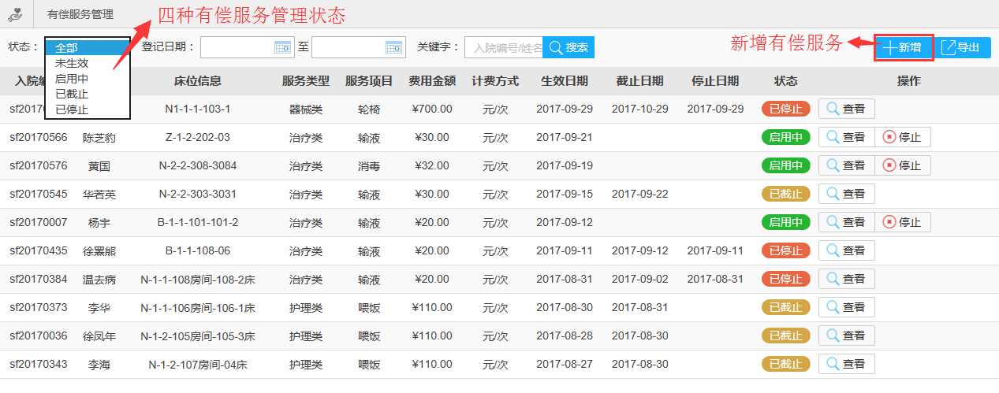 有偿服务管理
四种有偿服务管理状态
状态： 全部 登记日期： 至 关键字： 入院编号/姓名 搜索 新增有偿服务 新增 导出
未生效
启用中
已截止
已停止
入院编 床位信息 服务类型 服务项目 费用金额 计费方式 生效日期 截止日期 停止日期 状态 操作
sf20170 N1-1-1-103-1 器械类 轮椅 ¥700.00 元/次 2017-09-29 2017-10-29 2017-09-29 已停止 查看
sf20170566 陈芝豹 Z-1-2-202-03 治疗类 输液 ¥30.00 元/次 2017-09-21 启用中 查看 停止
sf20170576 黄国 N-2-2-308-3084 治疗类 消毒 ¥32.00 元/次 2017-09-19 启用中 查看 停止
sf20170545 华若英 N-2-2-303-3031 治疗类 输液 ¥30.00 元/次 2017-09-15 2017-09-22 已截止 查看
sf20170007 杨宇 B-1-1-101-101-2 治疗类 输液 ¥20.00 元/次 2017-09-12 启用中 查看 停止
sf20170435 徐罴熊 B-1-1-108-06 治疗类 输液 ¥20.00 元/次 2017-09-11 2017-09-12 2017-09-11 已停止 查看
sf20170384 温去病 N-1-1-108房间-108-2床 治疗类 输液 ¥20.00 元/次 2017-08-31 2017-09-02 2017-08-31 已停止 查看
sf20170373 李华 N-1-1-106房间-106-1床 护理类 喂饭 ¥110.00 元/次 2017-08-30 2017-08-31 已截止 查看
sf20170036 徐凤年 N-1-2-105房间-105-3床 护理类 喂饭 ¥110.00 元/次 2017-08-28 2017-08-30 已截止 查看
sf20170343 李海 N-1-2-107房间-04床 护理类 喂饭 ¥110.00 元/次 2017-08-27 2017-08-30 已截止 查看